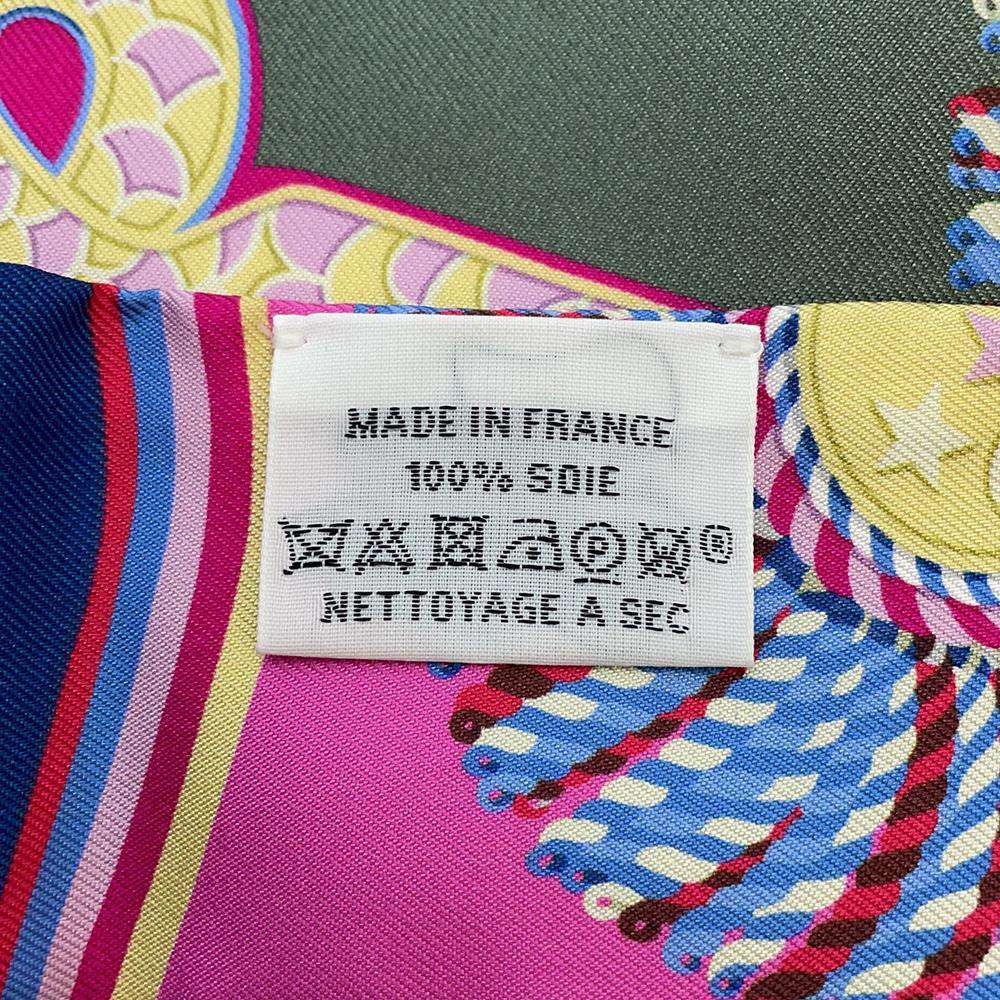 MADE IN FRANCE
100% SOIE
P ®
NETTOYAGE A SEC